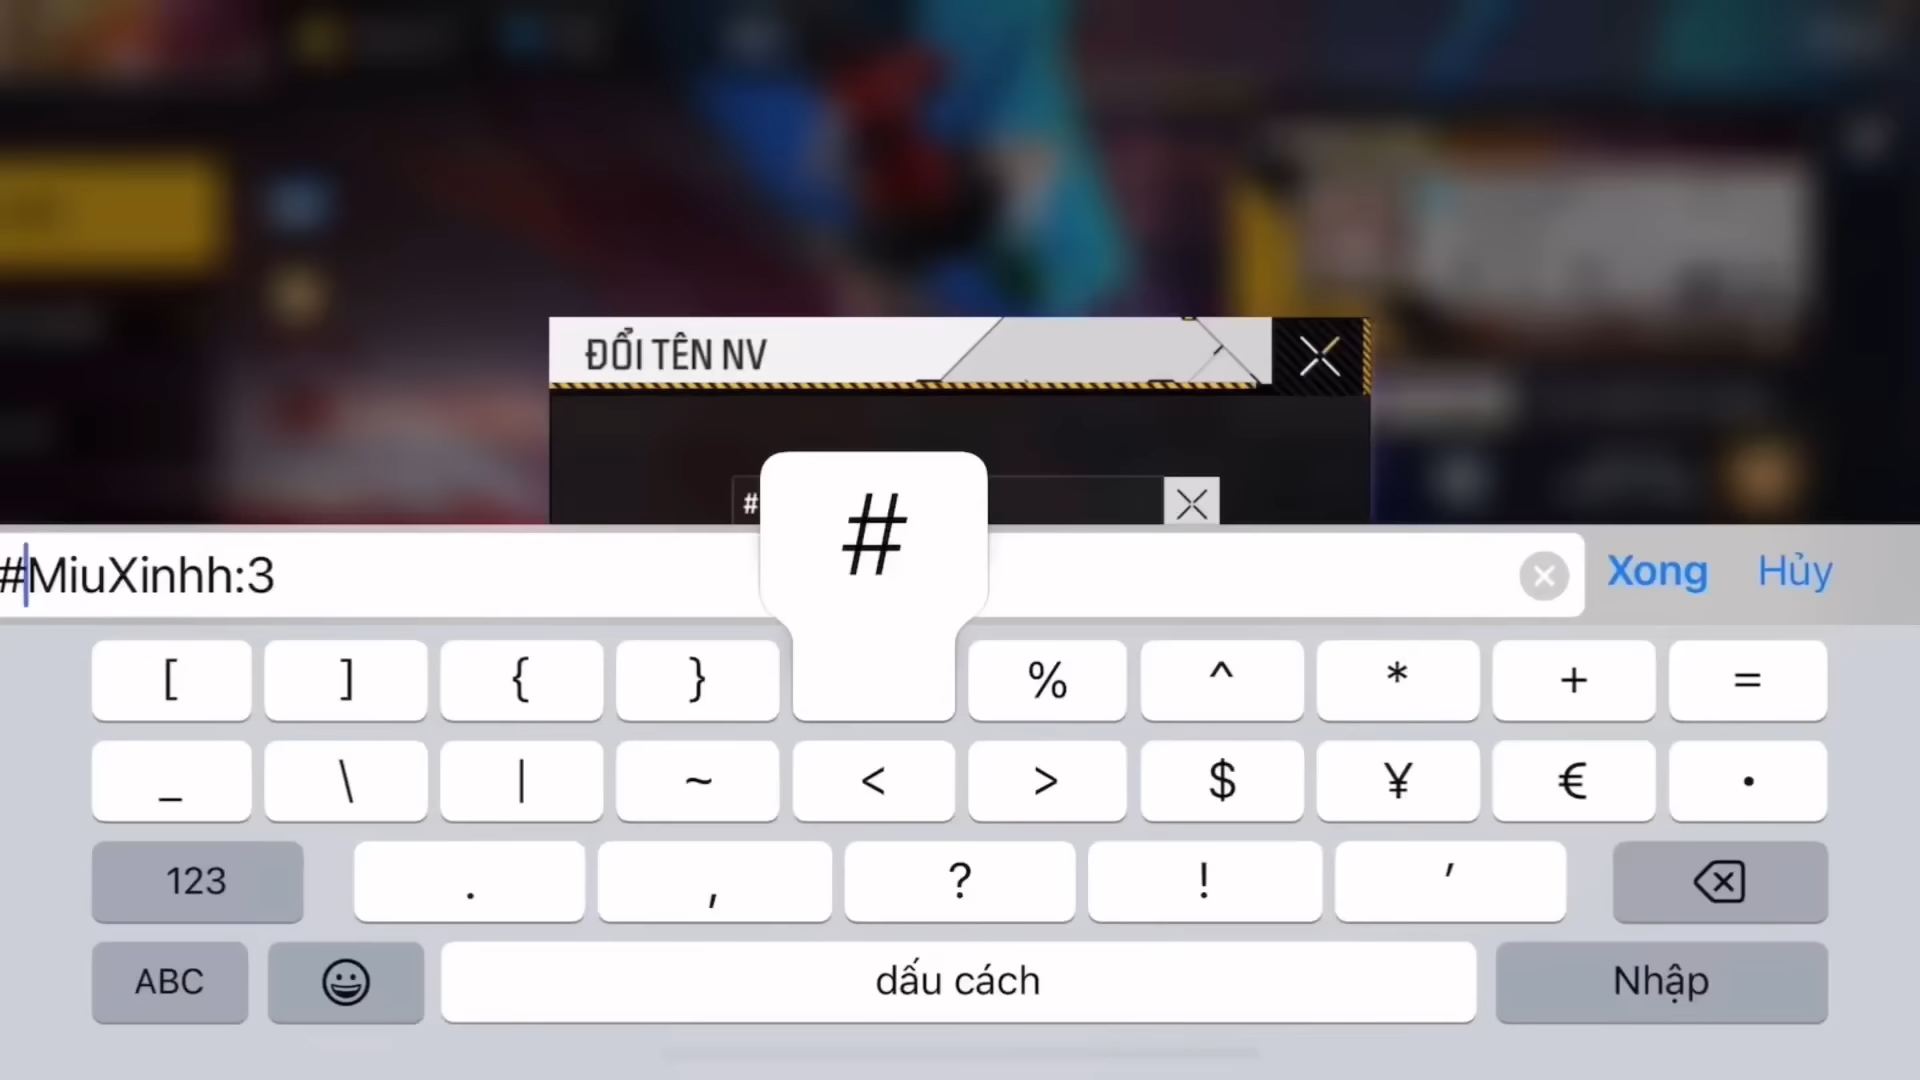 ĐỔI TÊN NV
#
#
#MiuXinhh:3
Xong
Hủy
[ ] { } % ^ * + =
_ \ | ~ < > $ ¥ € •
123 . , ? ! ′
ABC dấu cách Nhập